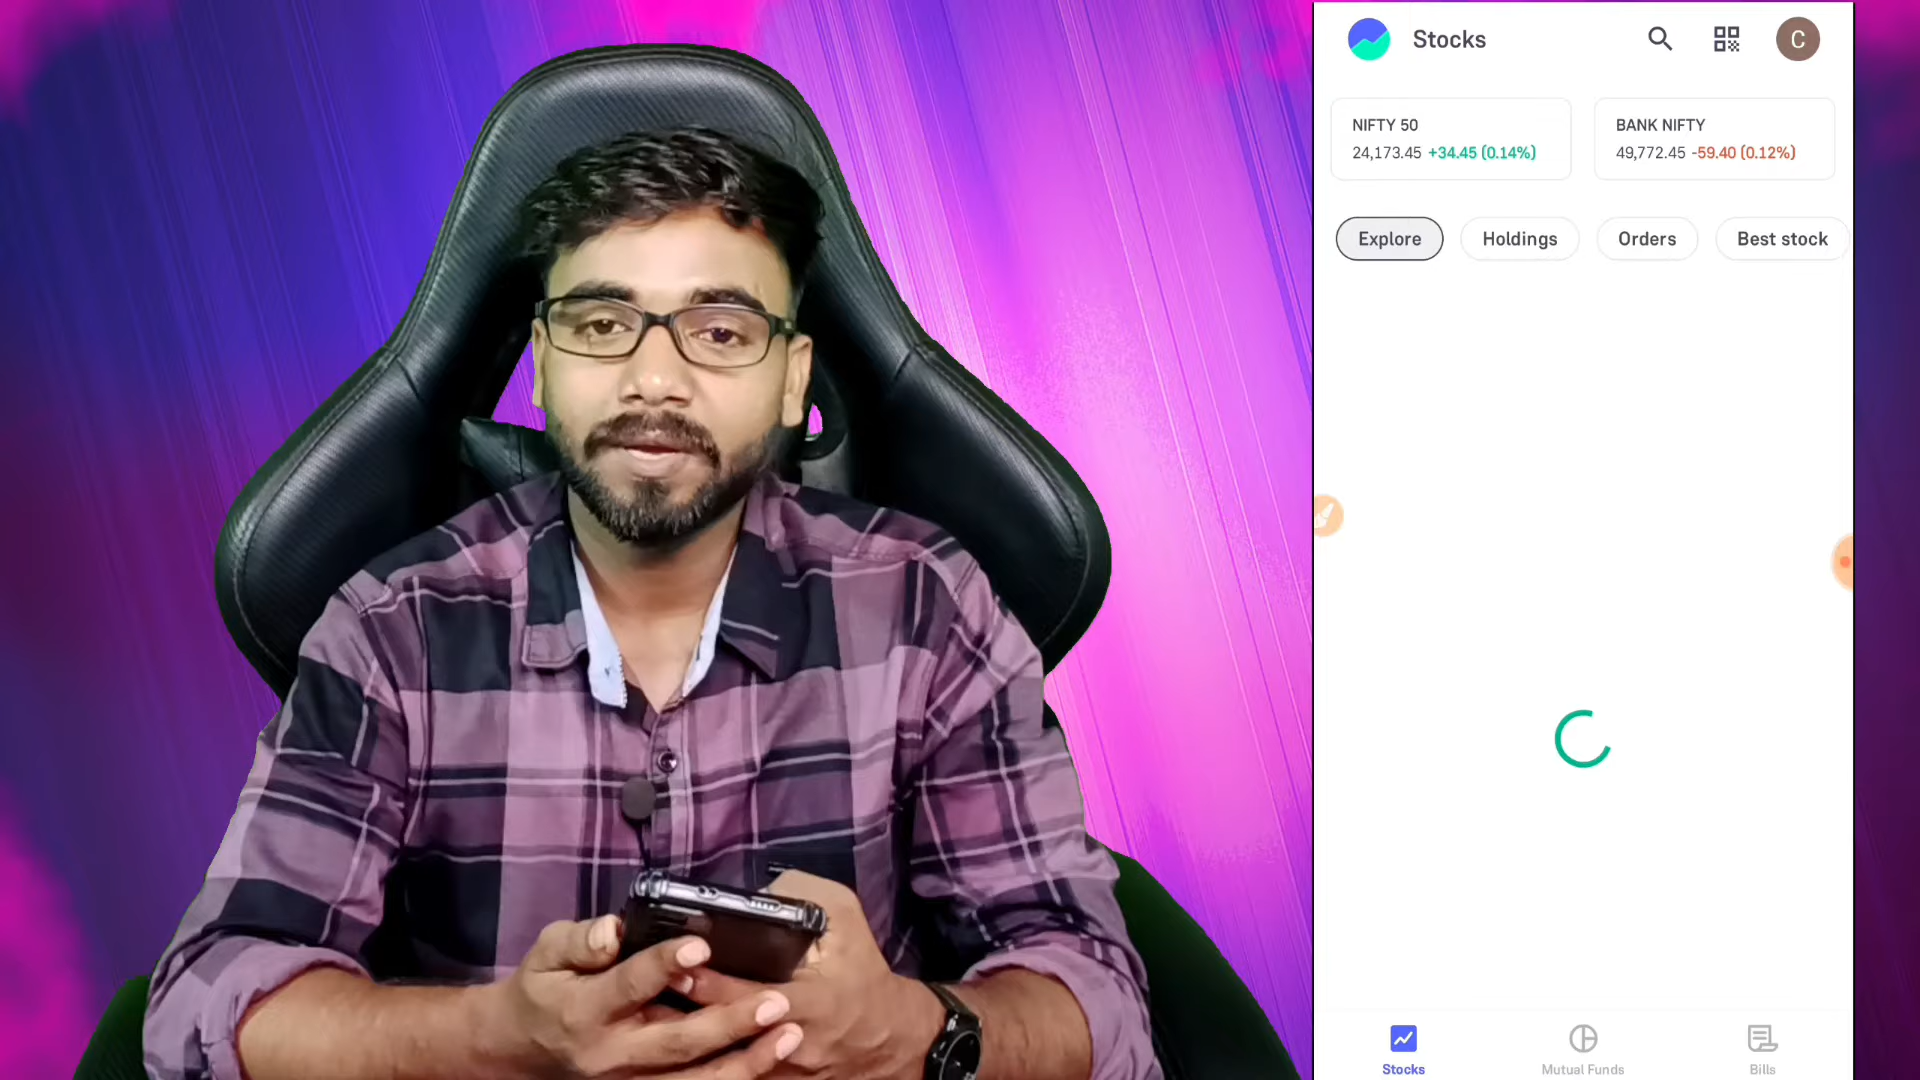 Stocks
C
NIFTY 50
24,173.45 +34.45 (0.14%)
BANK NIFTY
49,772.45 -59.40 (0.12%)
Explore
Holdings
Orders
Best stock
Stocks
Mutual Funds
Bills